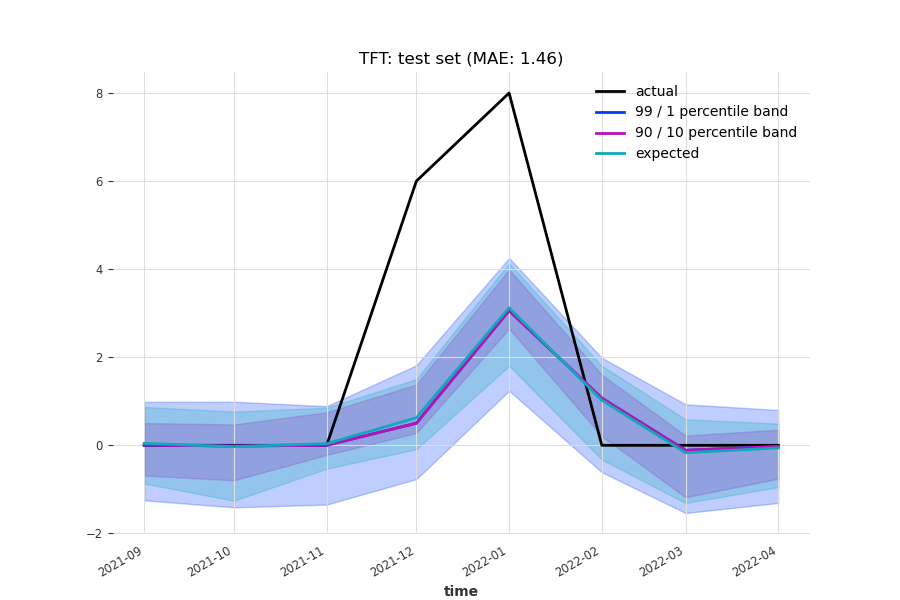 TFT: test set (MAE: 1.46)
actual
99 / 1 percentile band
90 / 10 percentile band
expected
8
6
4
2
0
−2
2021-09
2021-10
2021-11
2021-12
2022-01
2022-02
2022-03
2022-04
time